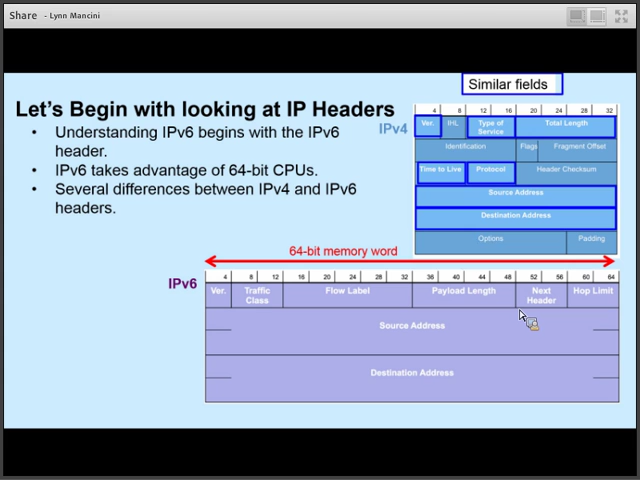 Share - Lynn Mancini
Similar fields
Let's Begin with looking at IP Headers
• Understanding IPv6 begins with the IPv6
header.
• IPv6 takes advantage of 64-bit CPUs.
• Several differences between IPv4 and IPv6
headers.
IPv4
4 8 12 16 20 24 28 32
Ver. IHL Type of Service Total Length
Identification Flags Fragment Offset
Time to Live Protocol Header Checksum
Source Address
Destination Address
Options Padding
64-bit memory word
IPv6
4 8 12 16 20 24 28 32 36 40 44 48 52 56 60 64
Ver. Traffic Class Flow Label Payload Length Next Header Hop Limit
Source Address
Destination Address